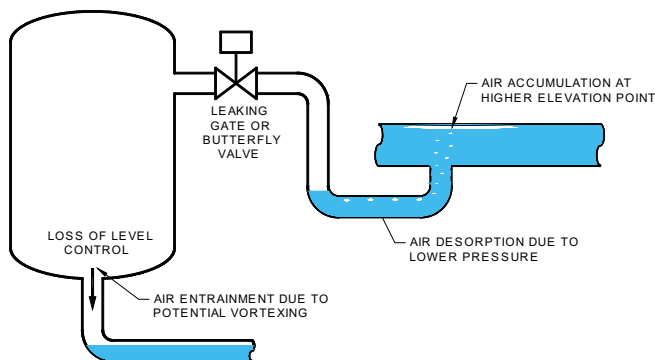 AIR ACCUMULATION AT
HIGHER ELEVATION POINT
LEAKING
GATE OR
BUTTERFLY
VALVE
LOSS OF LEVEL
CONTROL
AIR DESORPTION DUE TO
LOWER PRESSURE
AIR ENTRAINMENT DUE TO
POTENTIAL VORTEXING